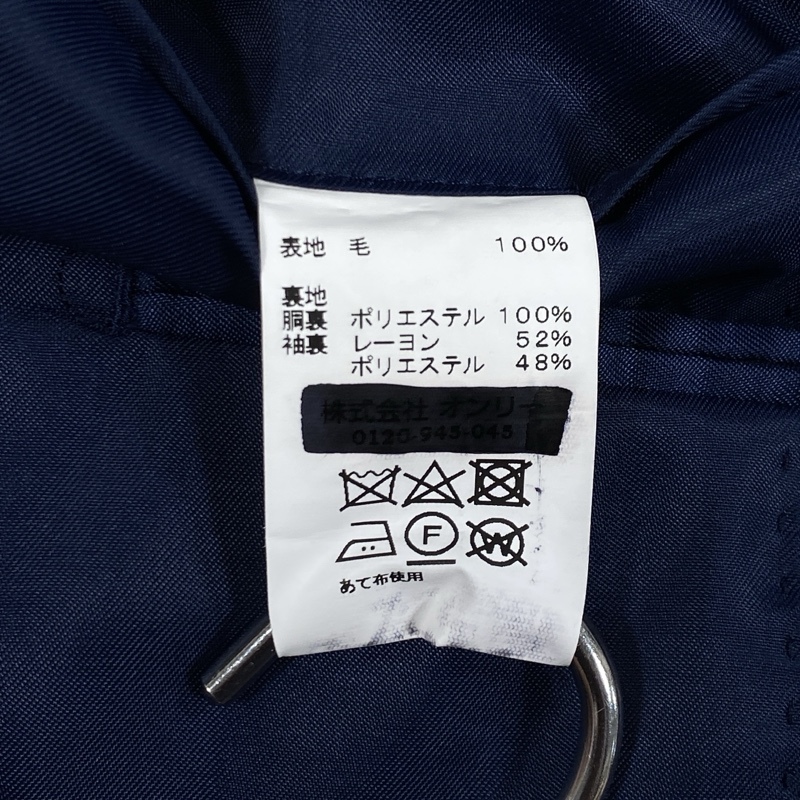 表地 毛 100%
裏地
胴裏 ポリエステル 100%
袖裏 レーヨン 52%
ポリエステル 48%
株式会社 オンリー
0120-945-045
F
W
あて布使用